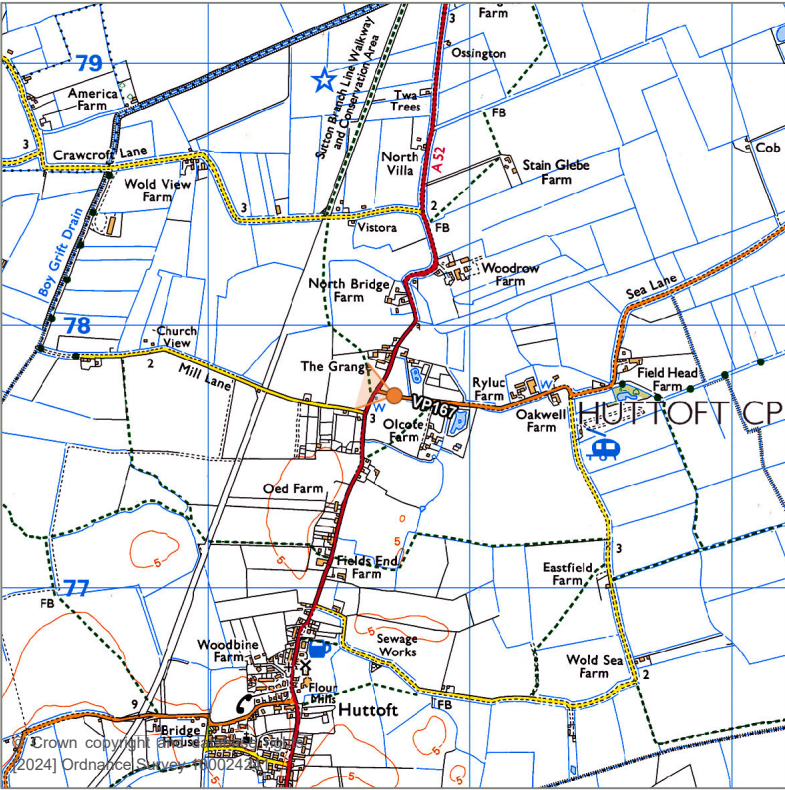 3
Farm
Ossington
79
America
Farm
Sutton Branch Line Walkway
and Conservation Area
Twa
Trees
FB
A 52
3
Crawcroft Lane
North
Villa
Stain Glebe
Farm
Cob
Wold View
Farm
3
2
Vistora
FB
Boy Grift Drain
North Bridge
Farm
Woodrow
Farm
Sea Lane
78
Church
View
2
Mill Lane
The Grange
Ryluc
Farm
W
Field Head
Farm
VP167
W
3
Olcote
Farm
Oakwell
Farm
HUTTOFT CP
Oed Farm
5
5
5
Fields End
Farm
3
Eastfield
Farm
77
FB
5
Woodbine
Farm
Sewage
Works
Wold Sea
Farm
2
Flour
Mills
FB
9
Huttoft
Bridge
House
3
5
5
© Crown copyright and
[2024] Ordnance Survey